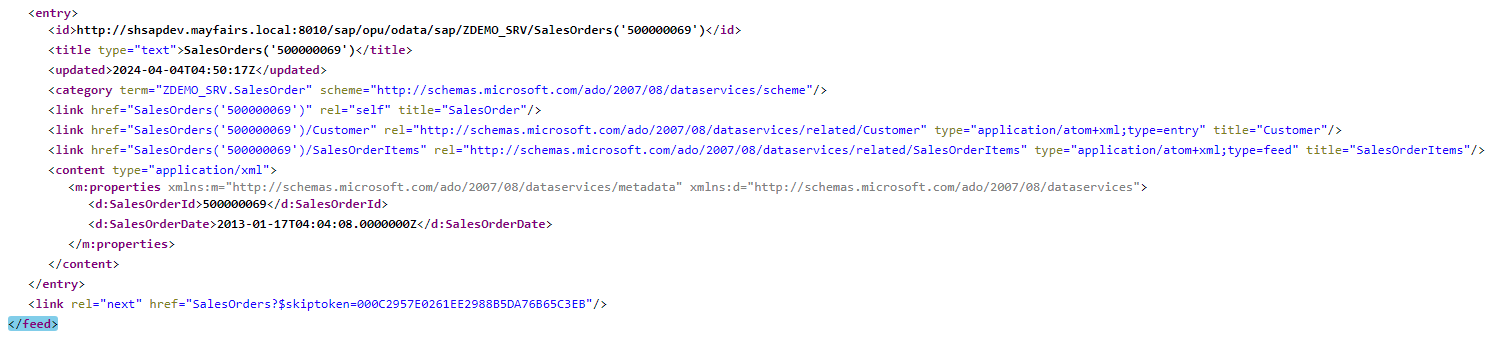 <entry>
<id>http://shsapdev.mayfairs.local:8010/sap/opu/odata/sap/ZDEMO_SRV/SalesOrders('500000069')</id>
<title type="text">SalesOrders('500000069')</title>
<updated>2024-04-04T04:50:17Z</updated>
<category term="ZDEMO_SRV.SalesOrder" scheme="http://schemas.microsoft.com/ado/2007/08/dataservices/scheme"/>
<link href="SalesOrders('500000069')" rel="self" title="SalesOrder"/>
<link href="SalesOrders('500000069')/Customer" rel="http://schemas.microsoft.com/ado/2007/08/dataservices/related/Customer" type="application/atom+xml;type=entry" title="Customer"/>
<link href="SalesOrders('500000069')/SalesOrderItems" rel="http://schemas.microsoft.com/ado/2007/08/dataservices/related/SalesOrderItems" type="application/atom+xml;type=feed" title="SalesOrderItems"/>
<content type="application/xml">
<m:properties xmlns:m="http://schemas.microsoft.com/ado/2007/08/dataservices/metadata" xmlns:d="http://schemas.microsoft.com/ado/2007/08/dataservices">
<d:SalesOrderId>500000069</d:SalesOrderId>
<d:SalesOrderDate>2013-01-17T04:04:08.0000000Z</d:SalesOrderDate>
</m:properties>
</content>
</entry>
<link rel="next" href="SalesOrders?$skiptoken=000C2957E0261EE2988B5DA76B65C3EB"/>
</feed>